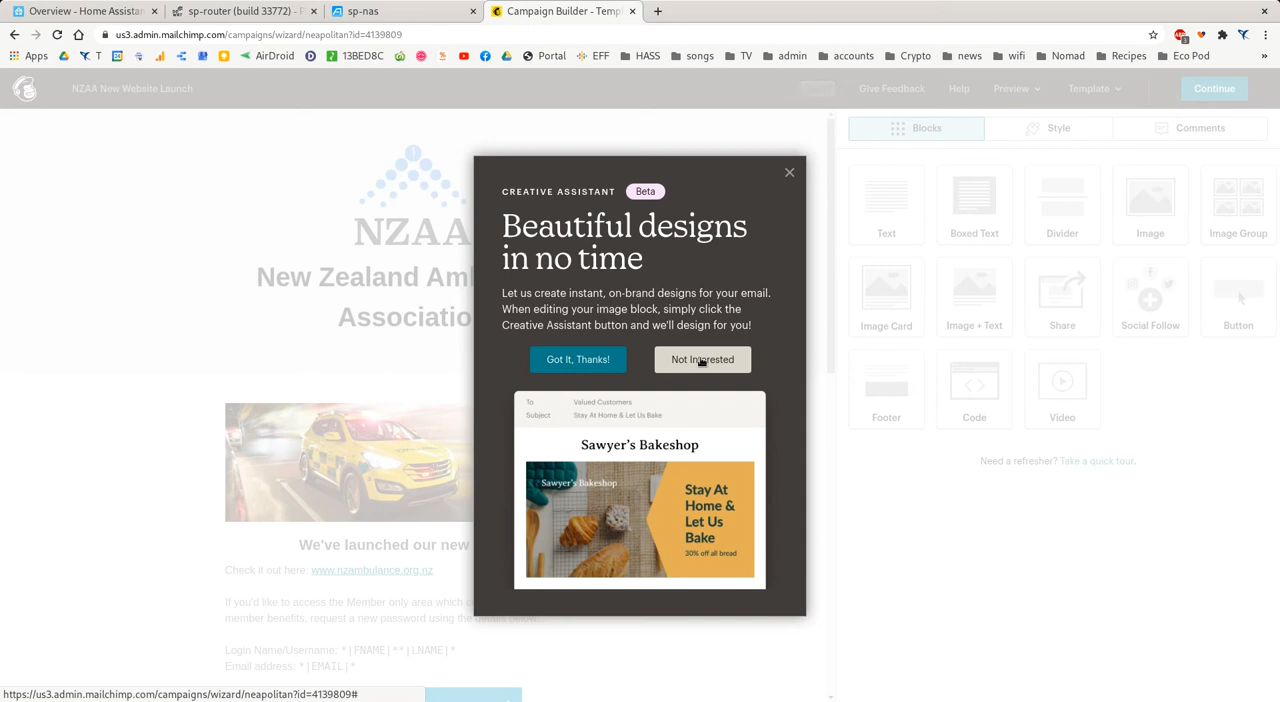 Overview - Home Assistan
sp-router (build 33772) - P
sp-nas
Campaign Builder - Temp
us3.admin.mailchimp.com/campaigns/wizard/neapolitan?id=4139809
Apps
T
AirDroid
13BED8C
Portal
EFF
HASS
songs
TV
admin
accounts
Crypto
news
wifi
Nomad
Recipes
Eco Pod
»
NZAA New Website Launch
Give Feedback
Help
Preview
Template
Continue
Blocks
Style
Comments
NZAA
New Zealand Am
Associatio
CREATIVE ASSISTANT
Beta
Beautiful designs
in no time
Let us create instant, on-brand designs for your email.
When editing your image block, simply click the
Creative Assistant button and we'll design for you!
Got It, Thanks!
Not Interested
To Valued Customers
Subject Stay At Home & Let Us Bake
Sawyer's Bakeshop
Sawyer's Bakeshop
Stay At
Home &
Let Us
Bake
30% off all bread
We've launched our new
Check it out here: www.nzambulance.org.nz
If you'd like to access the Member only area which
member benefits, request a new password using the details below.
Login Name/Username: *|FNAME|**|LNAME|*
Email address: *|EMAIL|*
Text
Boxed Text
Divider
Image
Image Group
Image Card
Image + Text
Share
Social Follow
Button
Footer
Code
Video
Need a refresher? Take a quick tour.
https://us3.admin.mailchimp.com/campaigns/wizard/neapolitan?id=4139809#